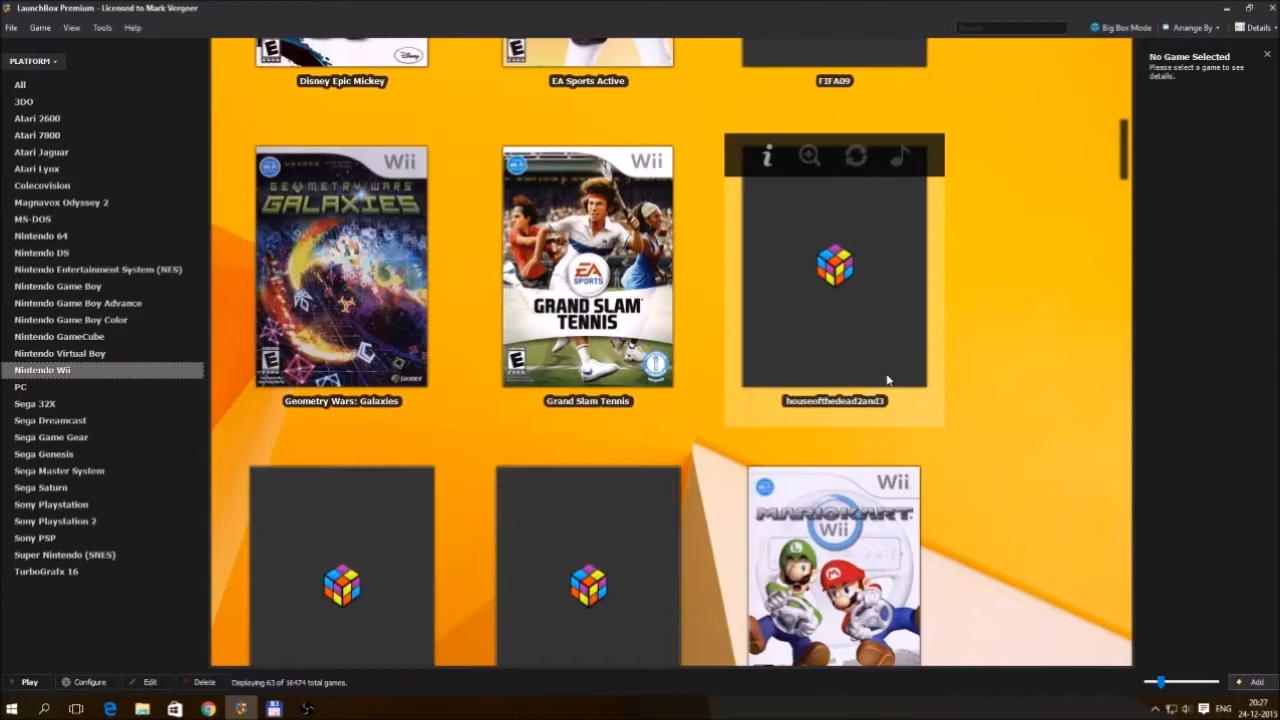 LaunchBox Premium - Licensed to Mark Vergeer
File Game View Tools Help
Search
Big Box Mode
Arrange By
Details
PLATFORM
All
3DO
Atari 2600
Atari 7800
Atari Jaguar
Atari Lynx
Colecovision
Magnavox Odyssey 2
MS-DOS
Nintendo 64
Nintendo DS
Nintendo Entertainment System (NES)
Nintendo Game Boy
Nintendo Game Boy Advance
Nintendo Game Boy Color
Nintendo GameCube
Nintendo Virtual Boy
Nintendo Wii
PC
Sega 32X
Sega Dreamcast
Sega Game Gear
Sega Genesis
Sega Master System
Sega Saturn
Sony Playstation
Sony Playstation 2
Sony PSP
Super Nintendo (SNES)
TurboGrafx 16
E
Disney
E
Disney Epic Mickey
EA Sports Active
FIFA09
Wii
GEOMETRY WARS
GALAXIES
E
Geometry Wars: Galaxies
Wii
EA
SPORTS
GRAND SLAM
TENNIS
E
Grand Slam Tennis
houseofthedead2and3
Wii
MARIOKART
Wii
No Game Selected
Please select a game to see
details.
Play
Configure
Edit
Delete
Displaying 63 of 16474 total games.
Add
ENG
20:27
24-12-2015